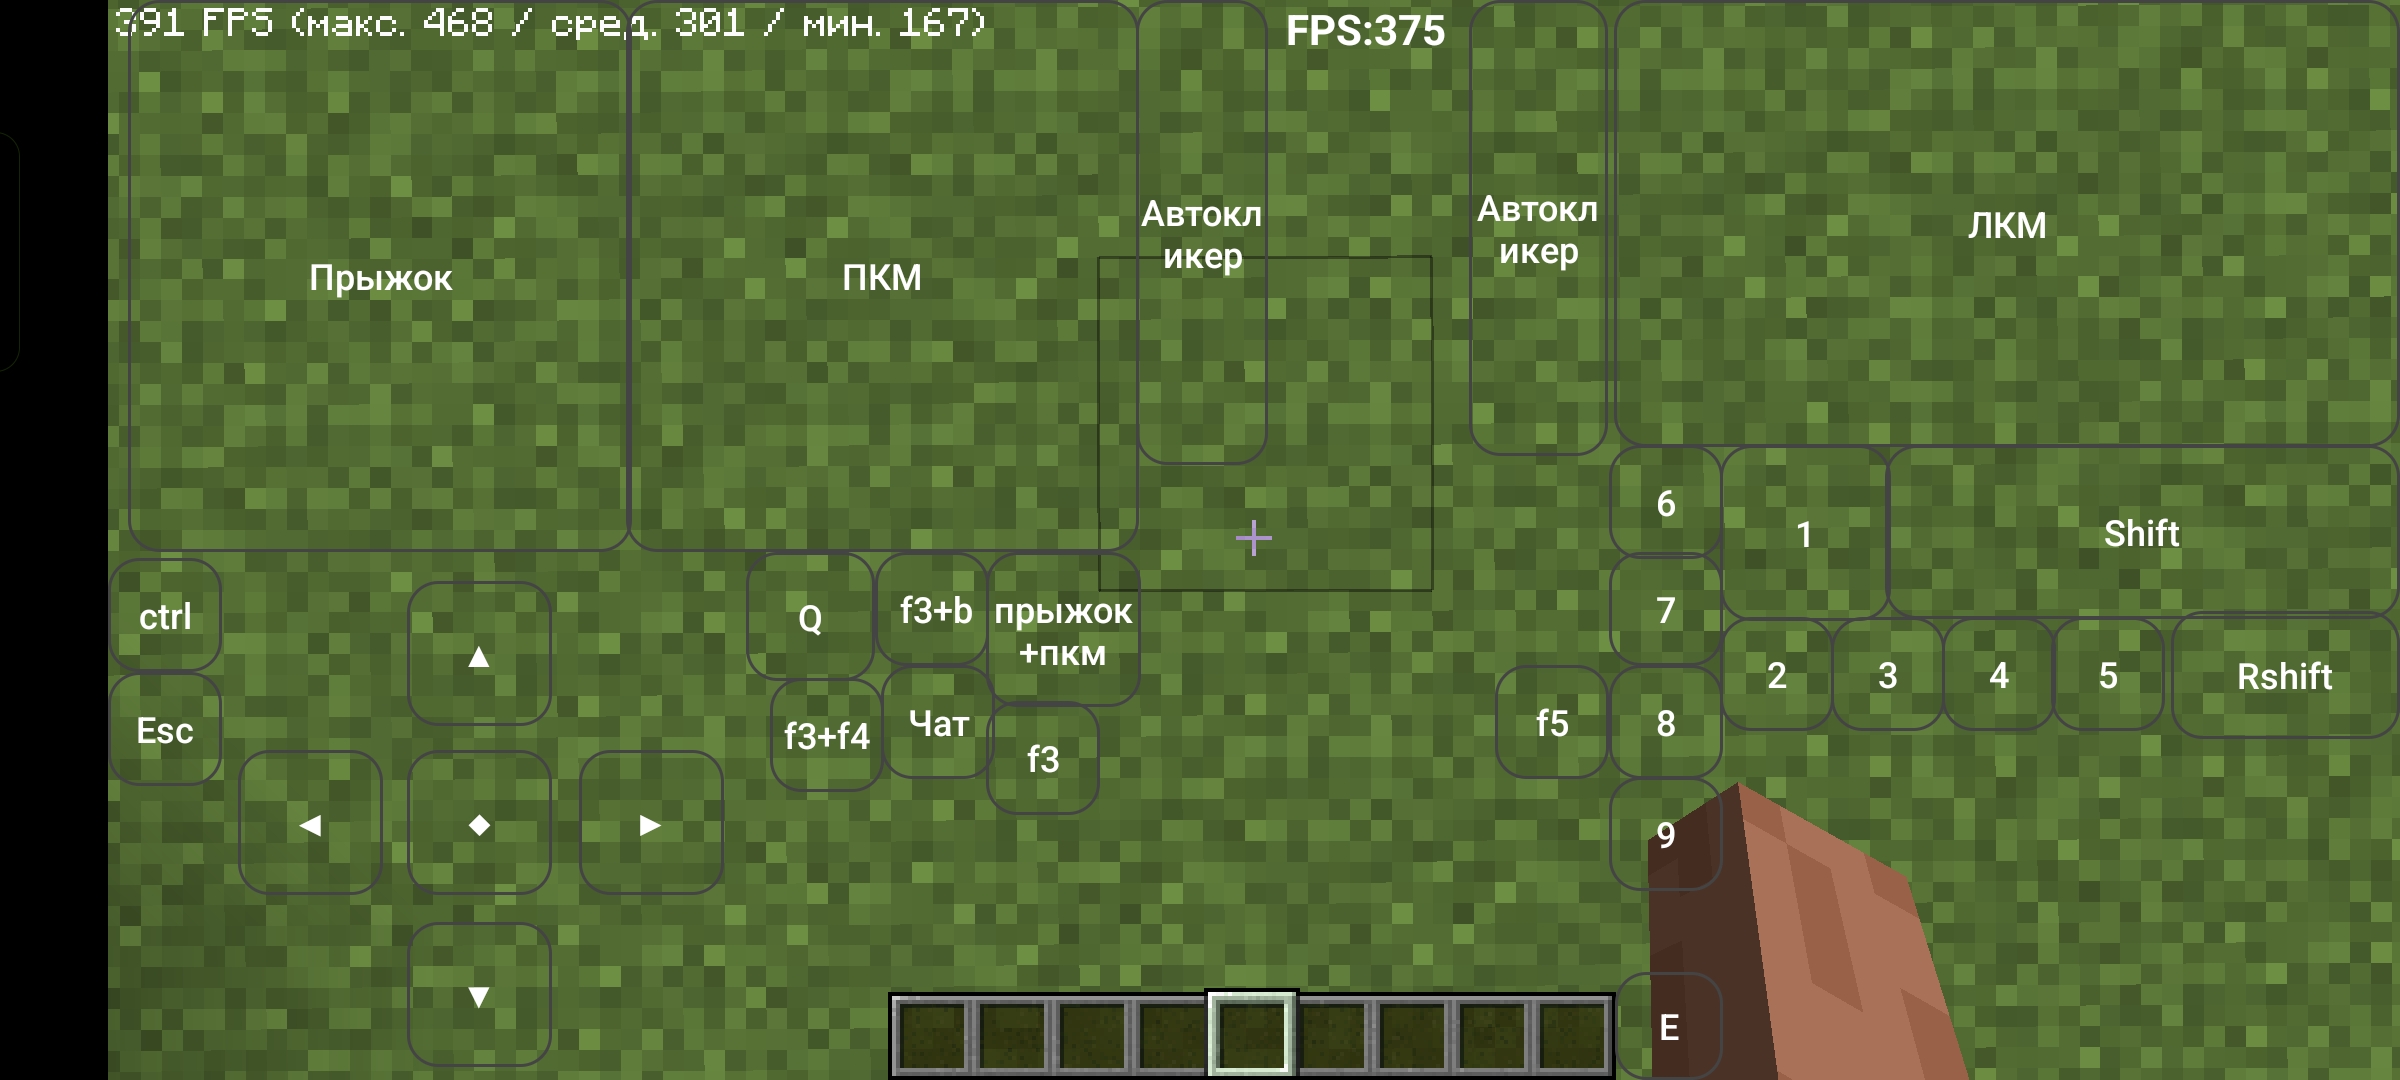 391 FPS (макс. 468 / сред. 301 / мин. 167)
FPS:375
Прыжок
ПКМ
Автокл
икер
Автокл
икер
ЛКМ
6
1
Shift
ctrl
▲
Q
f3+b
прыжок
+пкм
7
2
3
4
5
Rshift
Esc
f3+f4
Чат
f3
f5
8
◀
◆
▶
9
▼
E